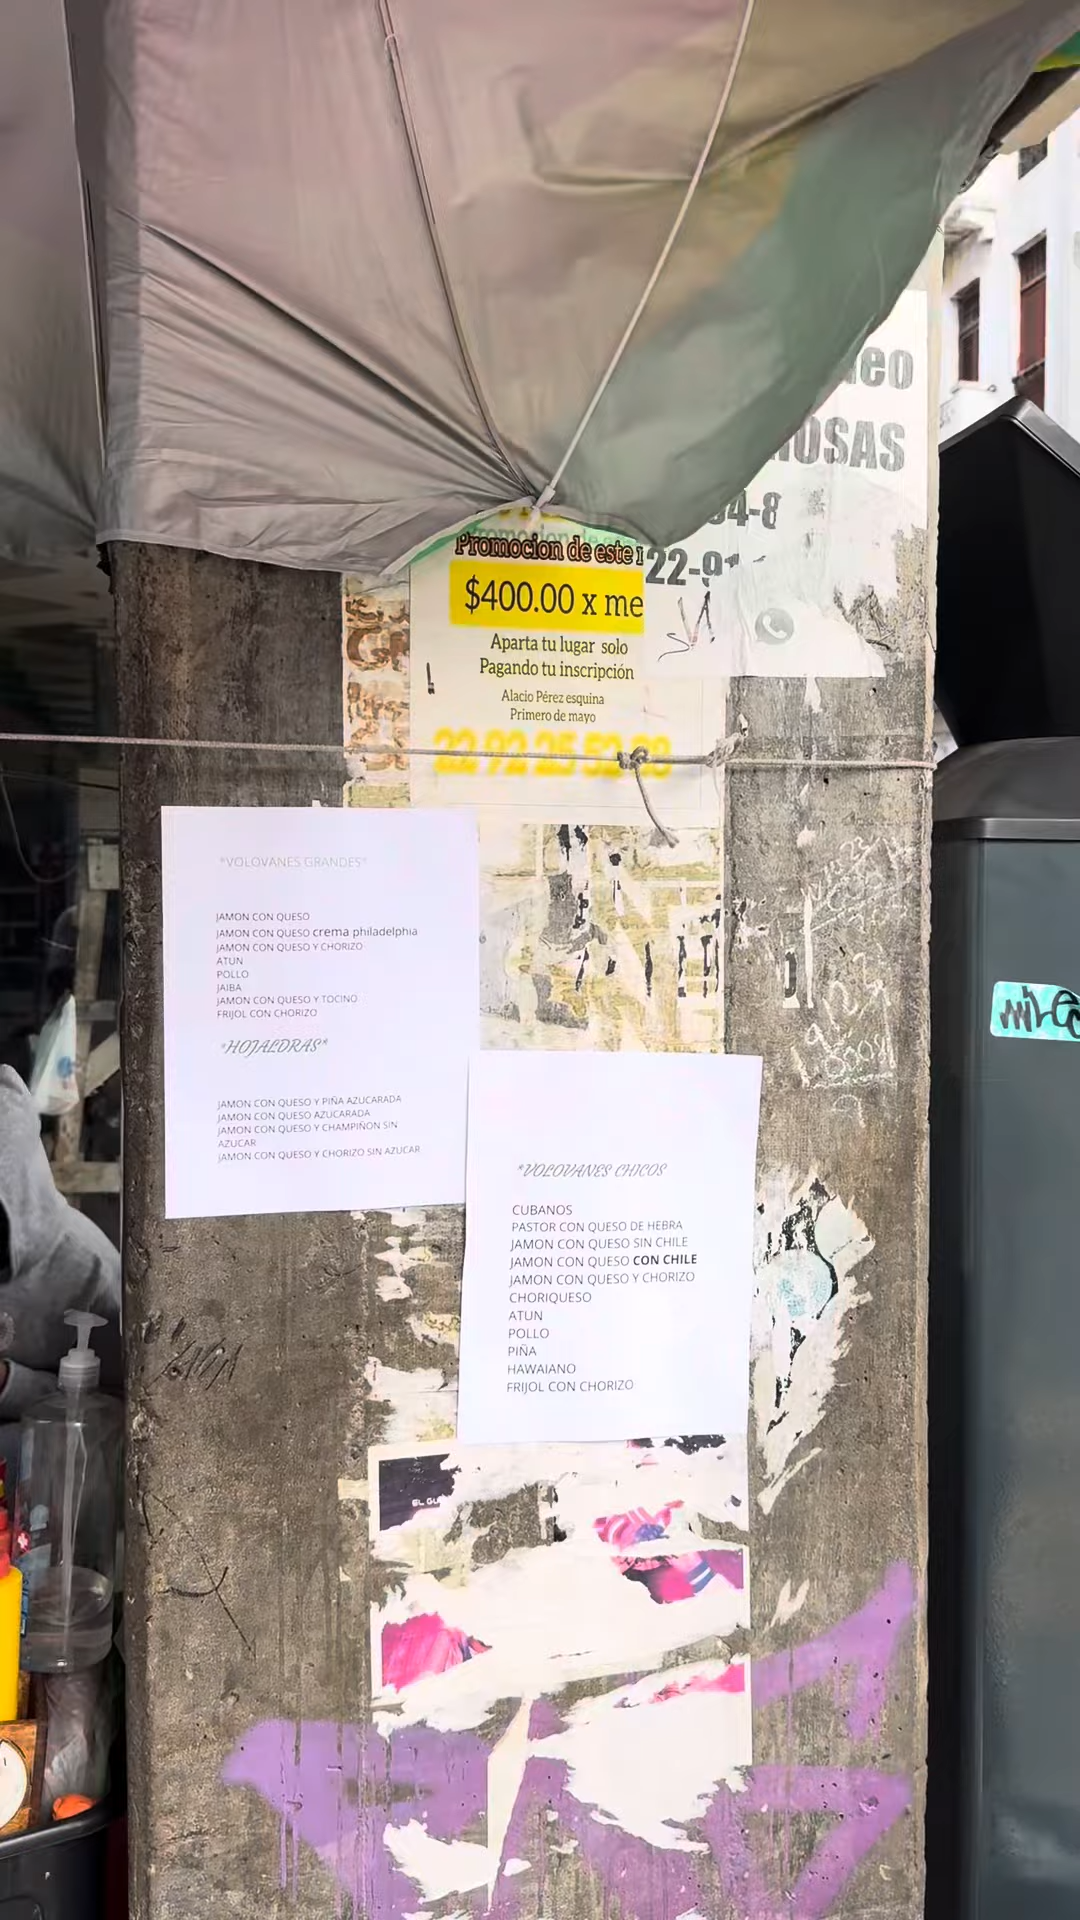 OSAS
22-9
Promocion de este
$400.00 x me
Aparta tu lugar solo
Pagando tu inscripción
Alacio Pérez esquina
Primero de mayo
*VOLOVANES GRANDES*
JAMON CON QUESO
JAMON CON QUESO crema philadelphia
JAMON CON QUESO Y CHORIZO
ATUN
POLLO
JAIBA
JAMON CON QUESO Y TOCINO
FRIJOL CON CHORIZO
*HOJALDRAS*
JAMON CON QUESO Y PIÑA AZUCARADA
JAMON CON QUESO AZUCARADA
JAMON CON QUESO Y CHAMPIÑON SIN
AZUCAR
JAMON CON QUESO Y CHORIZO SIN AZUCAR
*VOLOVANES CHICOS
CUBANOS
PASTOR CON QUESO DE HEBRA
JAMON CON QUESO SIN CHILE
JAMON CON QUESO CON CHILE
JAMON CON QUESO Y CHORIZO
CHORIQUESO
ATUN
POLLO
PIÑA
HAWAIANO
FRIJOL CON CHORIZO